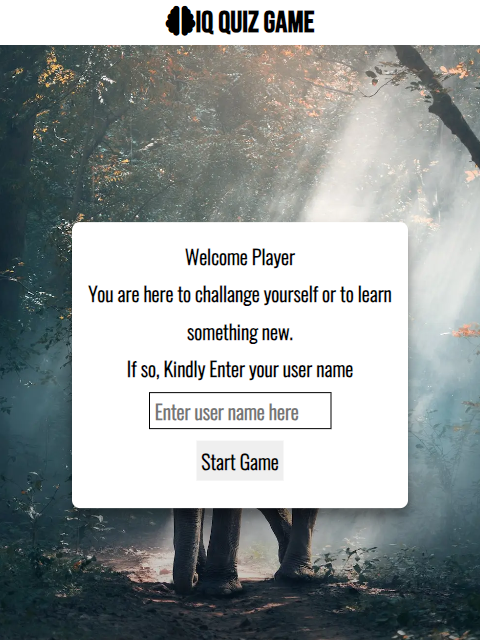 IQ QUIZ GAME
Welcome Player
You are here to challange yourself or to learn
something new.
If so, Kindly Enter your user name
Enter user name here
Start Game